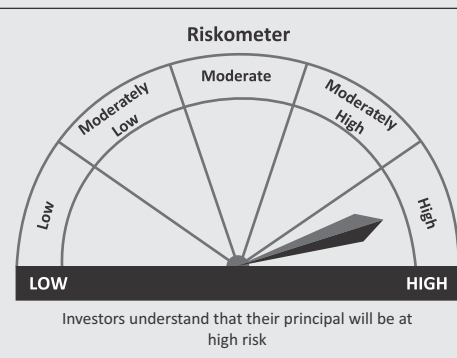 Riskometer
Moderate
Moderately
Low
Moderately
High
Low
High
LOW
HIGH
Investors understand that their principal will be at
high risk